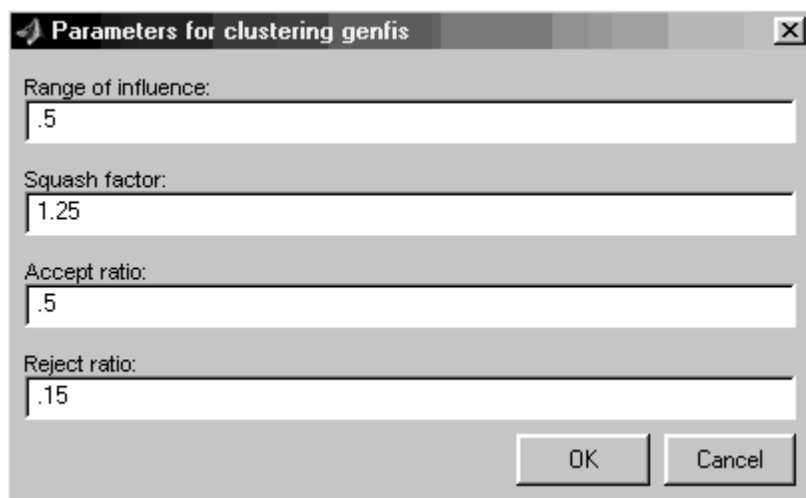 Parameters for clustering genfis
Range of influence:
.5
Squash factor:
1.25
Accept ratio:
.5
Reject ratio:
.15
OK Cancel